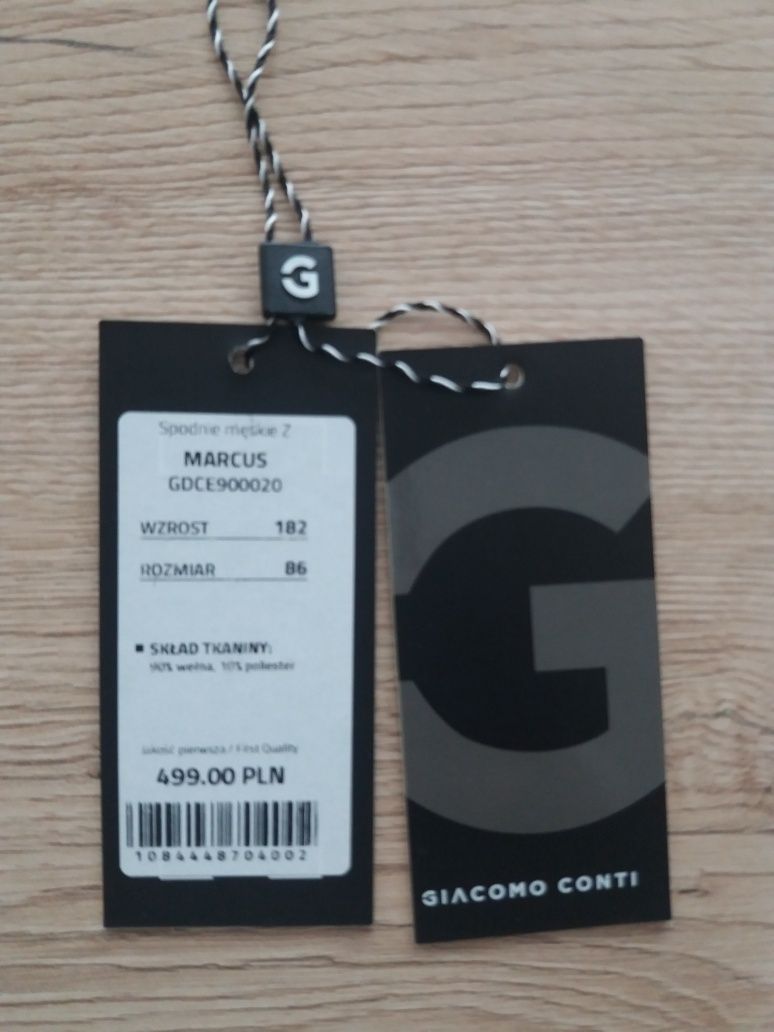 G
Spodnie męskie Z
MARCUS
GDCE900020
WZROST 182
ROZMIAR 86
▪ SKŁAD TKANINY:
90% wełna, 10% poliester
Jakość pierwsza / First Quality
499.00 PLN
1084448704002
G
GIACOMO CONTI